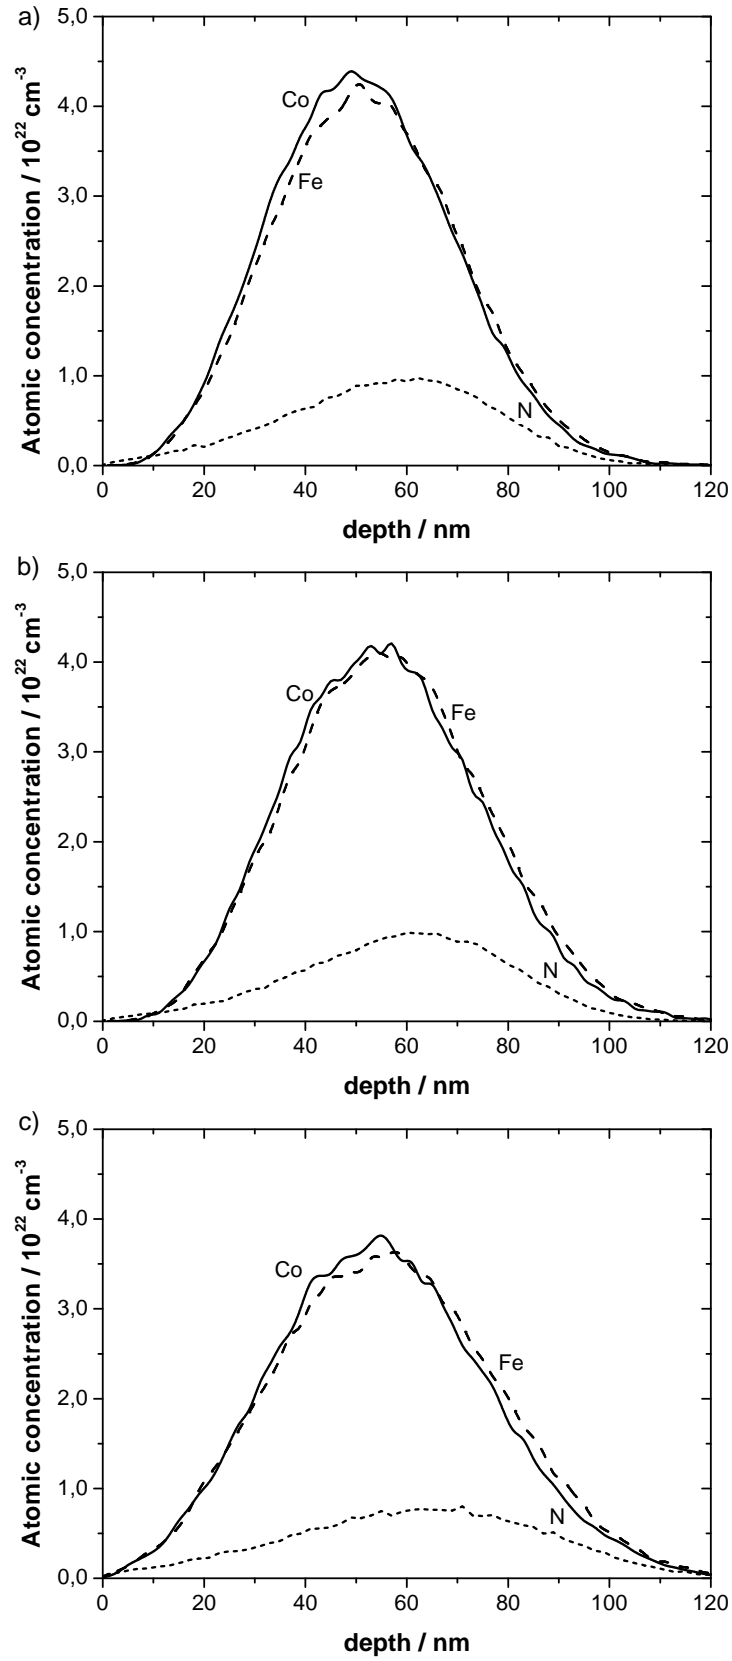 a)
5,0
4,0
3,0
2,0
1,0
0,0
Atomic concentration / 10²² cm⁻³
Co
Fe
N
0 20 40 60 80 100 120
depth / nm
b)
5,0
4,0
3,0
2,0
1,0
0,0
Atomic concentration / 10²² cm⁻³
Co
Fe
N
0 20 40 60 80 100 120
depth / nm
c)
5,0
4,0
3,0
2,0
1,0
0,0
Atomic concentration / 10²² cm⁻³
Co
Fe
N
0 20 40 60 80 100 120
depth / nm